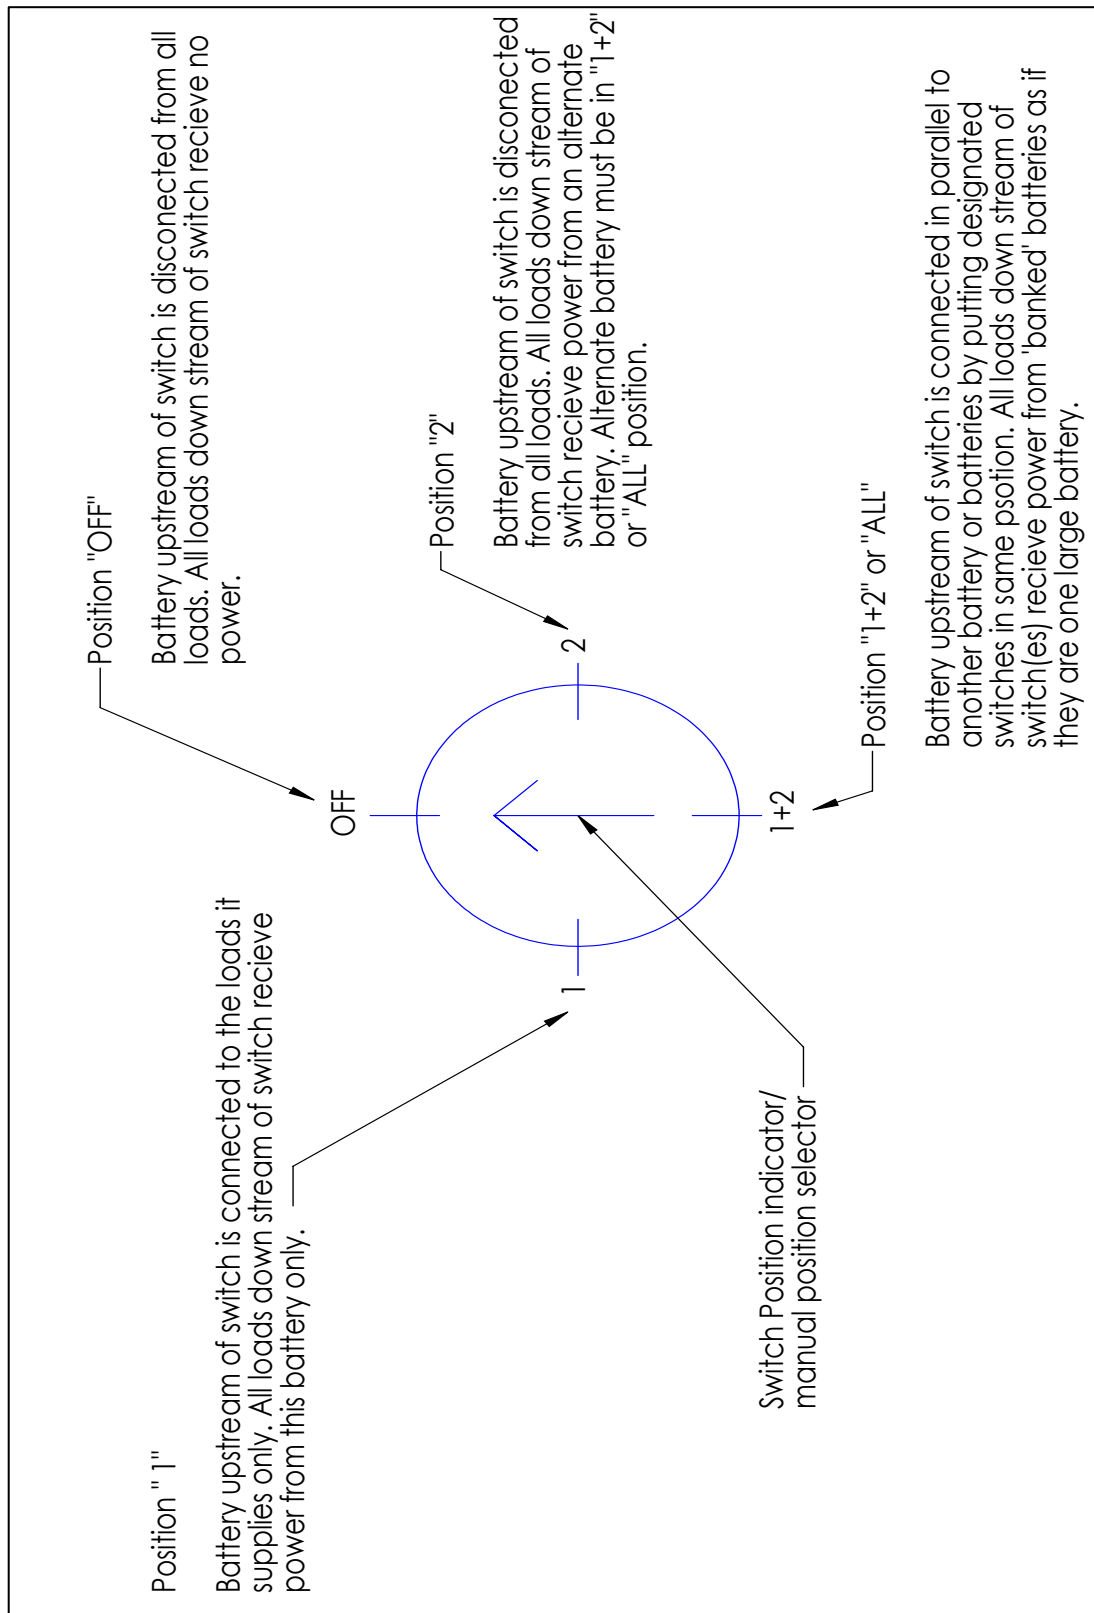 Position " 1"
Battery upstream of switch is connected to the loads it
supplies only. All loads down stream of switch recieve
power from this battery only.
Position "OFF"
Battery upstream of switch is disconected from all
loads. All loads down stream of switch recieve no
power.
OFF
1
2
1+2
Position "2"
Battery upstream of switch is disconected
from all loads. All loads down stream of
switch recieve power from an alternate
battery. Alternate battery must be in "1+2"
or "ALL" position.
Switch Position indicator/
manual position selector
Position "1+2" or "ALL"
Battery upstream of switch is connected in parallel to
another battery or batteries by putting designated
switches in same psotion. All loads down stream of
switch(es) recieve power from 'banked' batteries as if
they are one large battery.